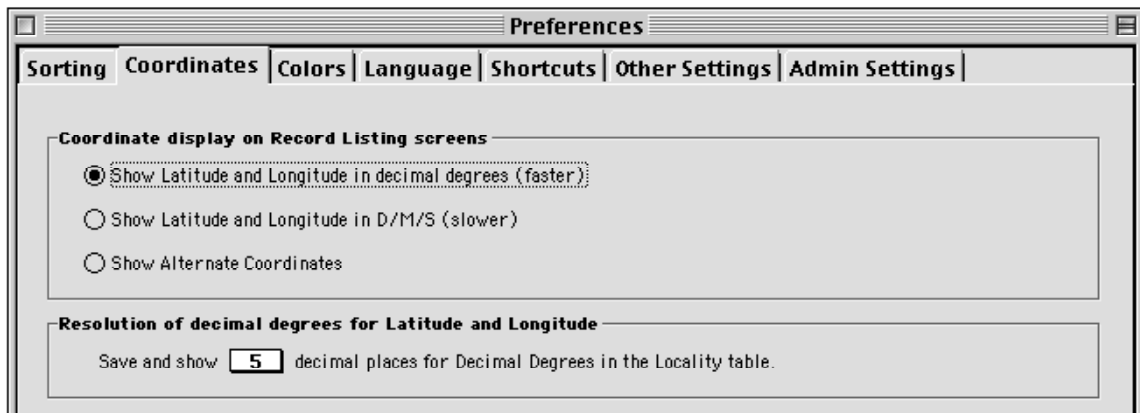 Preferences
Sorting Coordinates Colors Language Shortcuts Other Settings Admin Settings
Coordinate display on Record Listing screens
Show Latitude and Longitude in decimal degrees (faster)
Show Latitude and Longitude in D/M/S (slower)
Show Alternate Coordinates
Resolution of decimal degrees for Latitude and Longitude
Save and show 5 decimal places for Decimal Degrees in the Locality table.